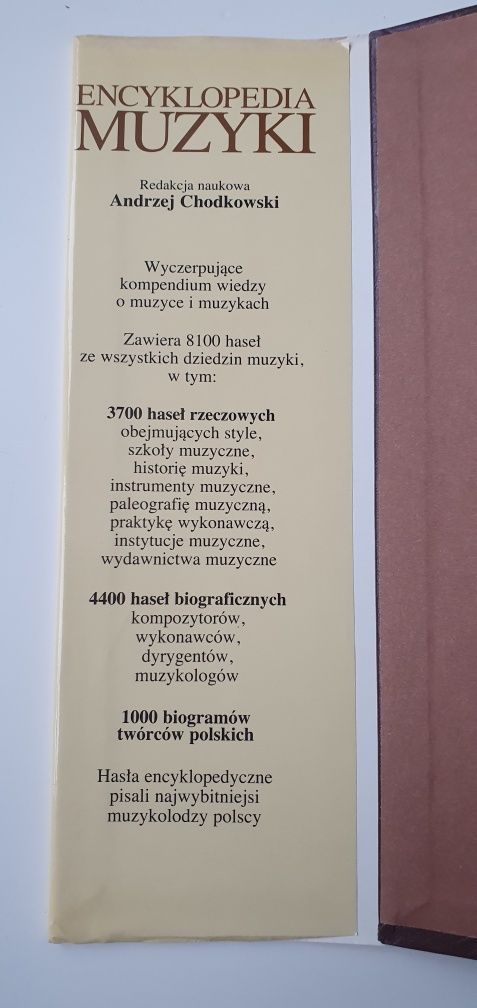 ENCYKLOPEDIA
MUZYKI
Redakcja naukowa
Andrzej Chodkowski
Wyczerpujące
kompendium wiedzy
o muzyce i muzykach
Zawiera 8100 haseł
ze wszystkich dziedzin muzyki,
w tym:
3700 haseł rzeczowych
obejmujących style,
szkoły muzyczne,
historię muzyki,
instrumenty muzyczne,
paleografię muzyczną,
praktykę wykonawczą,
instytucje muzyczne,
wydawnictwa muzyczne
4400 haseł biograficznych
kompozytorów,
wykonawców,
dyrygentów,
muzykologów
1000 biogramów
twórców polskich
Hasła encyklopedyczne
pisali najwybitniejsi
muzykolodzy polscy